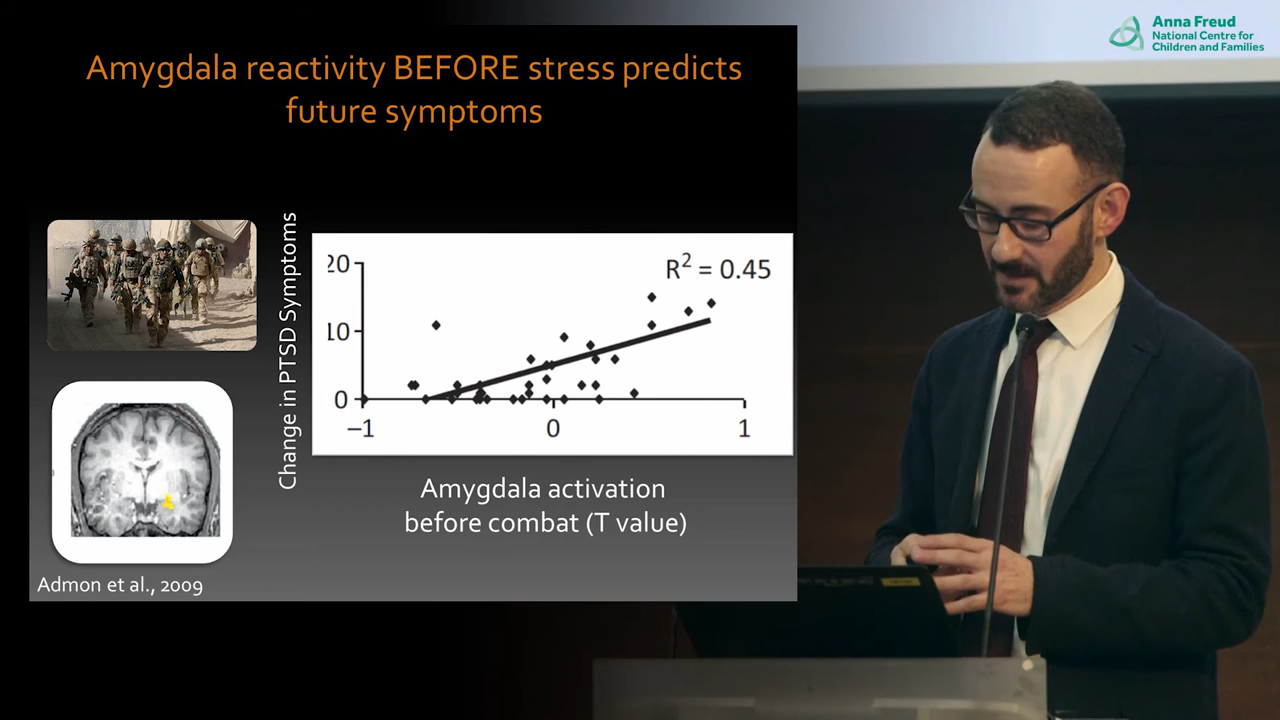 Amygdala reactivity BEFORE stress predicts
future symptoms
Change in PTSD Symptoms
20
10
0
R² = 0.45
–1
0
1
Amygdala activation
before combat (T value)
Admon et al., 2009
Anna Freud
National Centre for
Children and Families